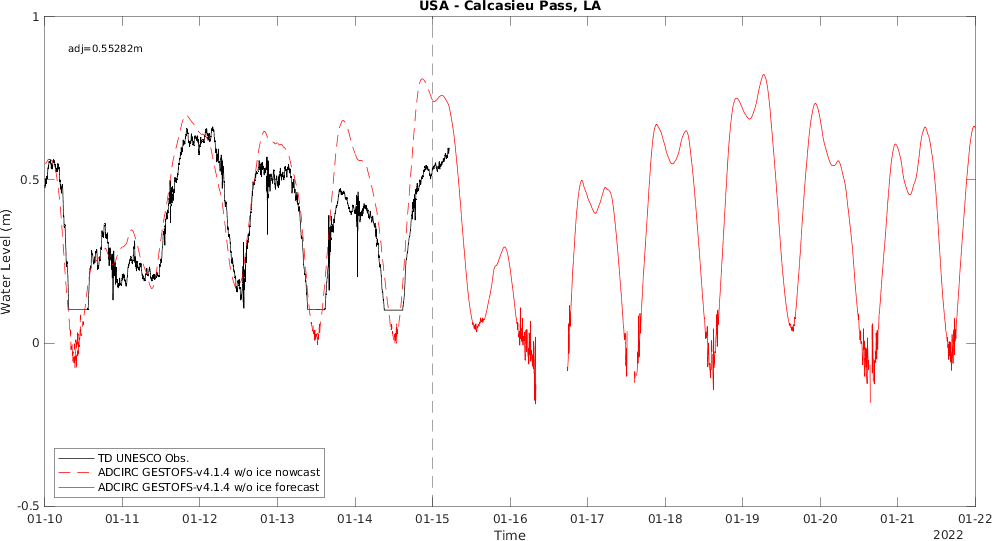 USA - Calcasieu Pass, LA
adj=0.55282m
1
0.5
0
-0.5
Water Level (m)
TD UNESCO Obs.
ADCIRC GESTOFS-v4.1.4 w/o ice nowcast
ADCIRC GESTOFS-v4.1.4 w/o ice forecast
01-10 01-11 01-12 01-13 01-14 01-15 01-16 01-17 01-18 01-19 01-20 01-21 01-22
Time
2022